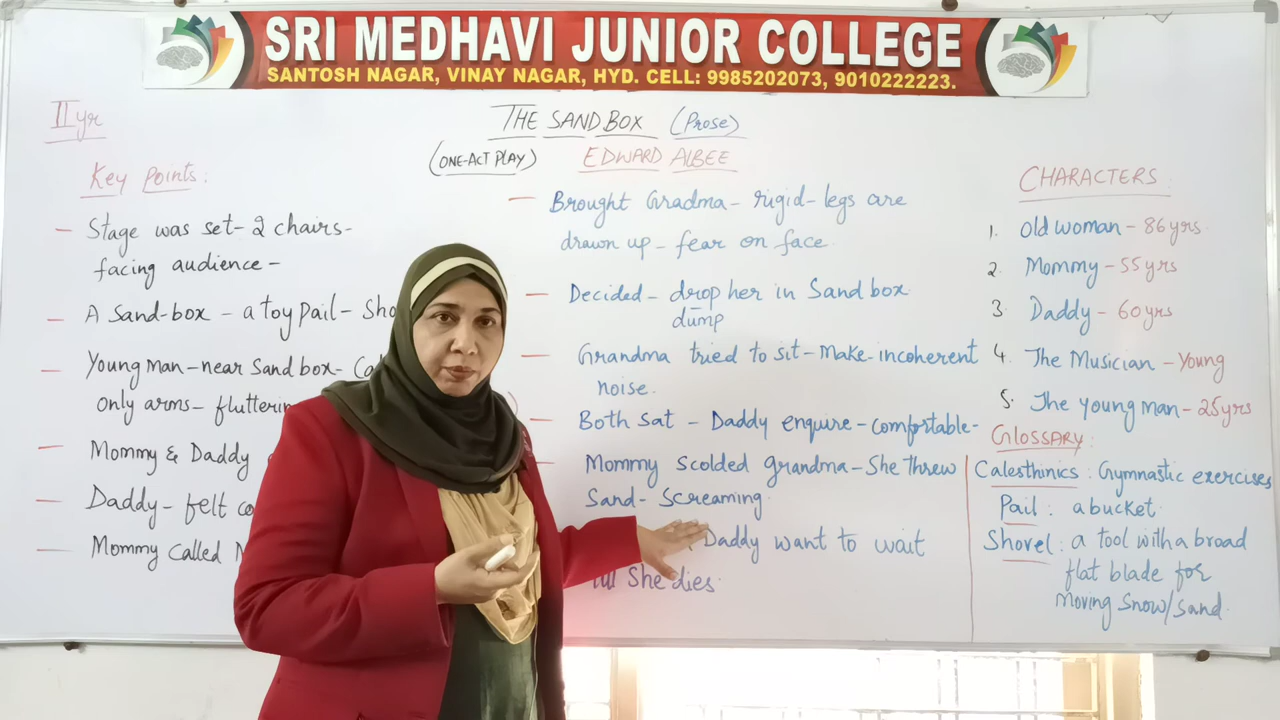 SRI MEDHAVI JUNIOR COLLEGE
SANTOSH NAGAR, VINAY NAGAR, HYD. CELL: 9985202073, 9010222223.
II yr
THE SANDBOX (Prose)
(ONE-ACT PLAY) EDWARD ALBEE
Key Points:
- Stage was set- 2 chairs-
facing audience -
- A Sand-box - a toy pail - Sho
- Young man - near Sand box-
only arms - flutterin
- Mommy & Daddy
- Daddy - felt
- Mommy called
- Brought Gradma - rigid - legs are
drawn up - fear on face.
- Decided - drop her in Sand box
dump
- Grandma tried to sit - make-incoherent
noise.
- Both Sat - Daddy enquire - comfortable-
- Mommy Scolded grandma - She threw
Sand - Screaming.
Daddy want to wait
till She dies.
CHARACTERS:
1. Old woman - 86 yrs.
2. Mommy - 55 yrs
3. Daddy - 60 yrs
4. The Musician - Young
5. The young man - 25 yrs
GLOSSARY:
Calesthinics : Gymnastic exercises
Pail : a bucket.
Shovel : a tool with a broad
flat blade for
moving Snow/sand.